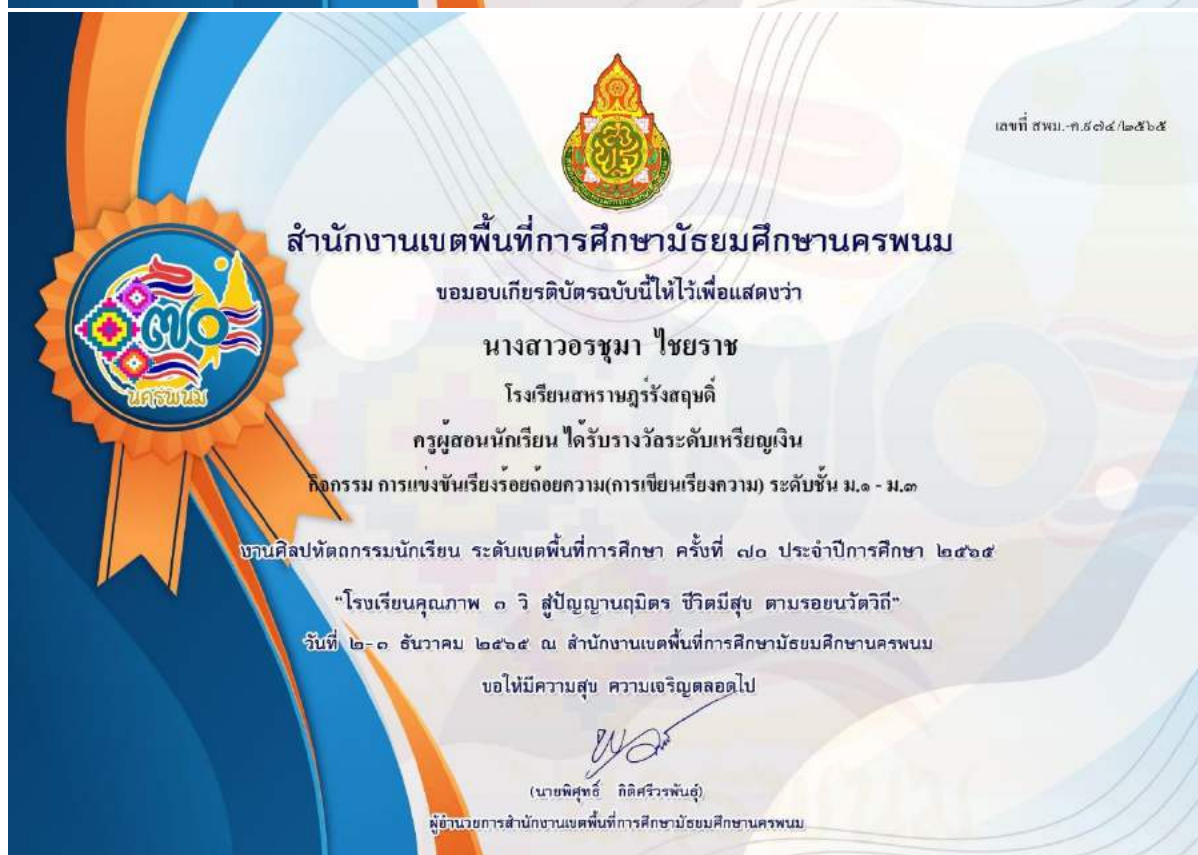 เลขที่ สพม.-ค.๘๗๔/๒๕๖๕
สำนักงานเขตพื้นที่การศึกษามัธยมศึกษานครพนม
ขอมอบเกียรติบัตรฉบับนี้ให้ไว้เพื่อแสดงว่า
นางสาวอรชุมา ไชยราช
โรงเรียนสหราษฎร์รังสฤษดิ์
ครูผู้สอนนักเรียน ได้รับรางวัลระดับเหรียญเงิน
กิจกรรม การแข่งขันเรียงร้อยถ้อยความ(การเขียนเรียงความ) ระดับชั้น ม.๑ - ม.๓
งานศิลปหัตถกรรมนักเรียน ระดับเขตพื้นที่การศึกษา ครั้งที่ ๗๐ ประจำปีการศึกษา ๒๕๖๕
"โรงเรียนคุณภาพ ๓ วิ สู่ปัญญานฤมิตร ชีวิตมีสุข ตามรอยนวัตวิถี"
วันที่ ๒-๓ ธันวาคม ๒๕๖๕ ณ สำนักงานเขตพื้นที่การศึกษามัธยมศึกษานครพนม
ขอให้มีความสุข ความเจริญตลอดไป
(นายพิศุทธิ์ กิติศรีวรพันธุ์)
ผู้อำนวยการสำนักงานเขตพื้นที่การศึกษามัธยมศึกษานครพนม
๗๐
นครพนม